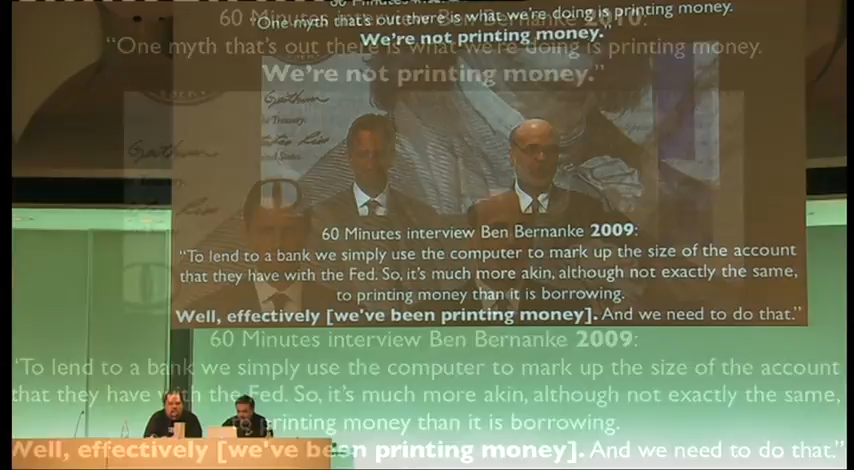 60 Minutes interview Ben Bernanke 2010:
"One myth that's out there is what we're doing is printing money.
We're not printing money."
60 Minutes interview Ben Bernanke 2009:
"To lend to a bank we simply use the computer to mark up the size of the account
that they have with the Fed. So, it's much more akin, although not exactly the same,
to printing money than it is borrowing.
Well, effectively [we've been printing money]. And we need to do that."
"One myth that's out there is what we're doing is printing money.
We're not printing money."
60 Minutes interview Ben Bernanke 2009:
"To lend to a bank we simply use the computer to mark up the size of the account
that they have with the Fed. So, it's much more akin, although not exactly the same,
printing money than it is borrowing.
Well, effectively [we've been printing money]. And we need to do that."